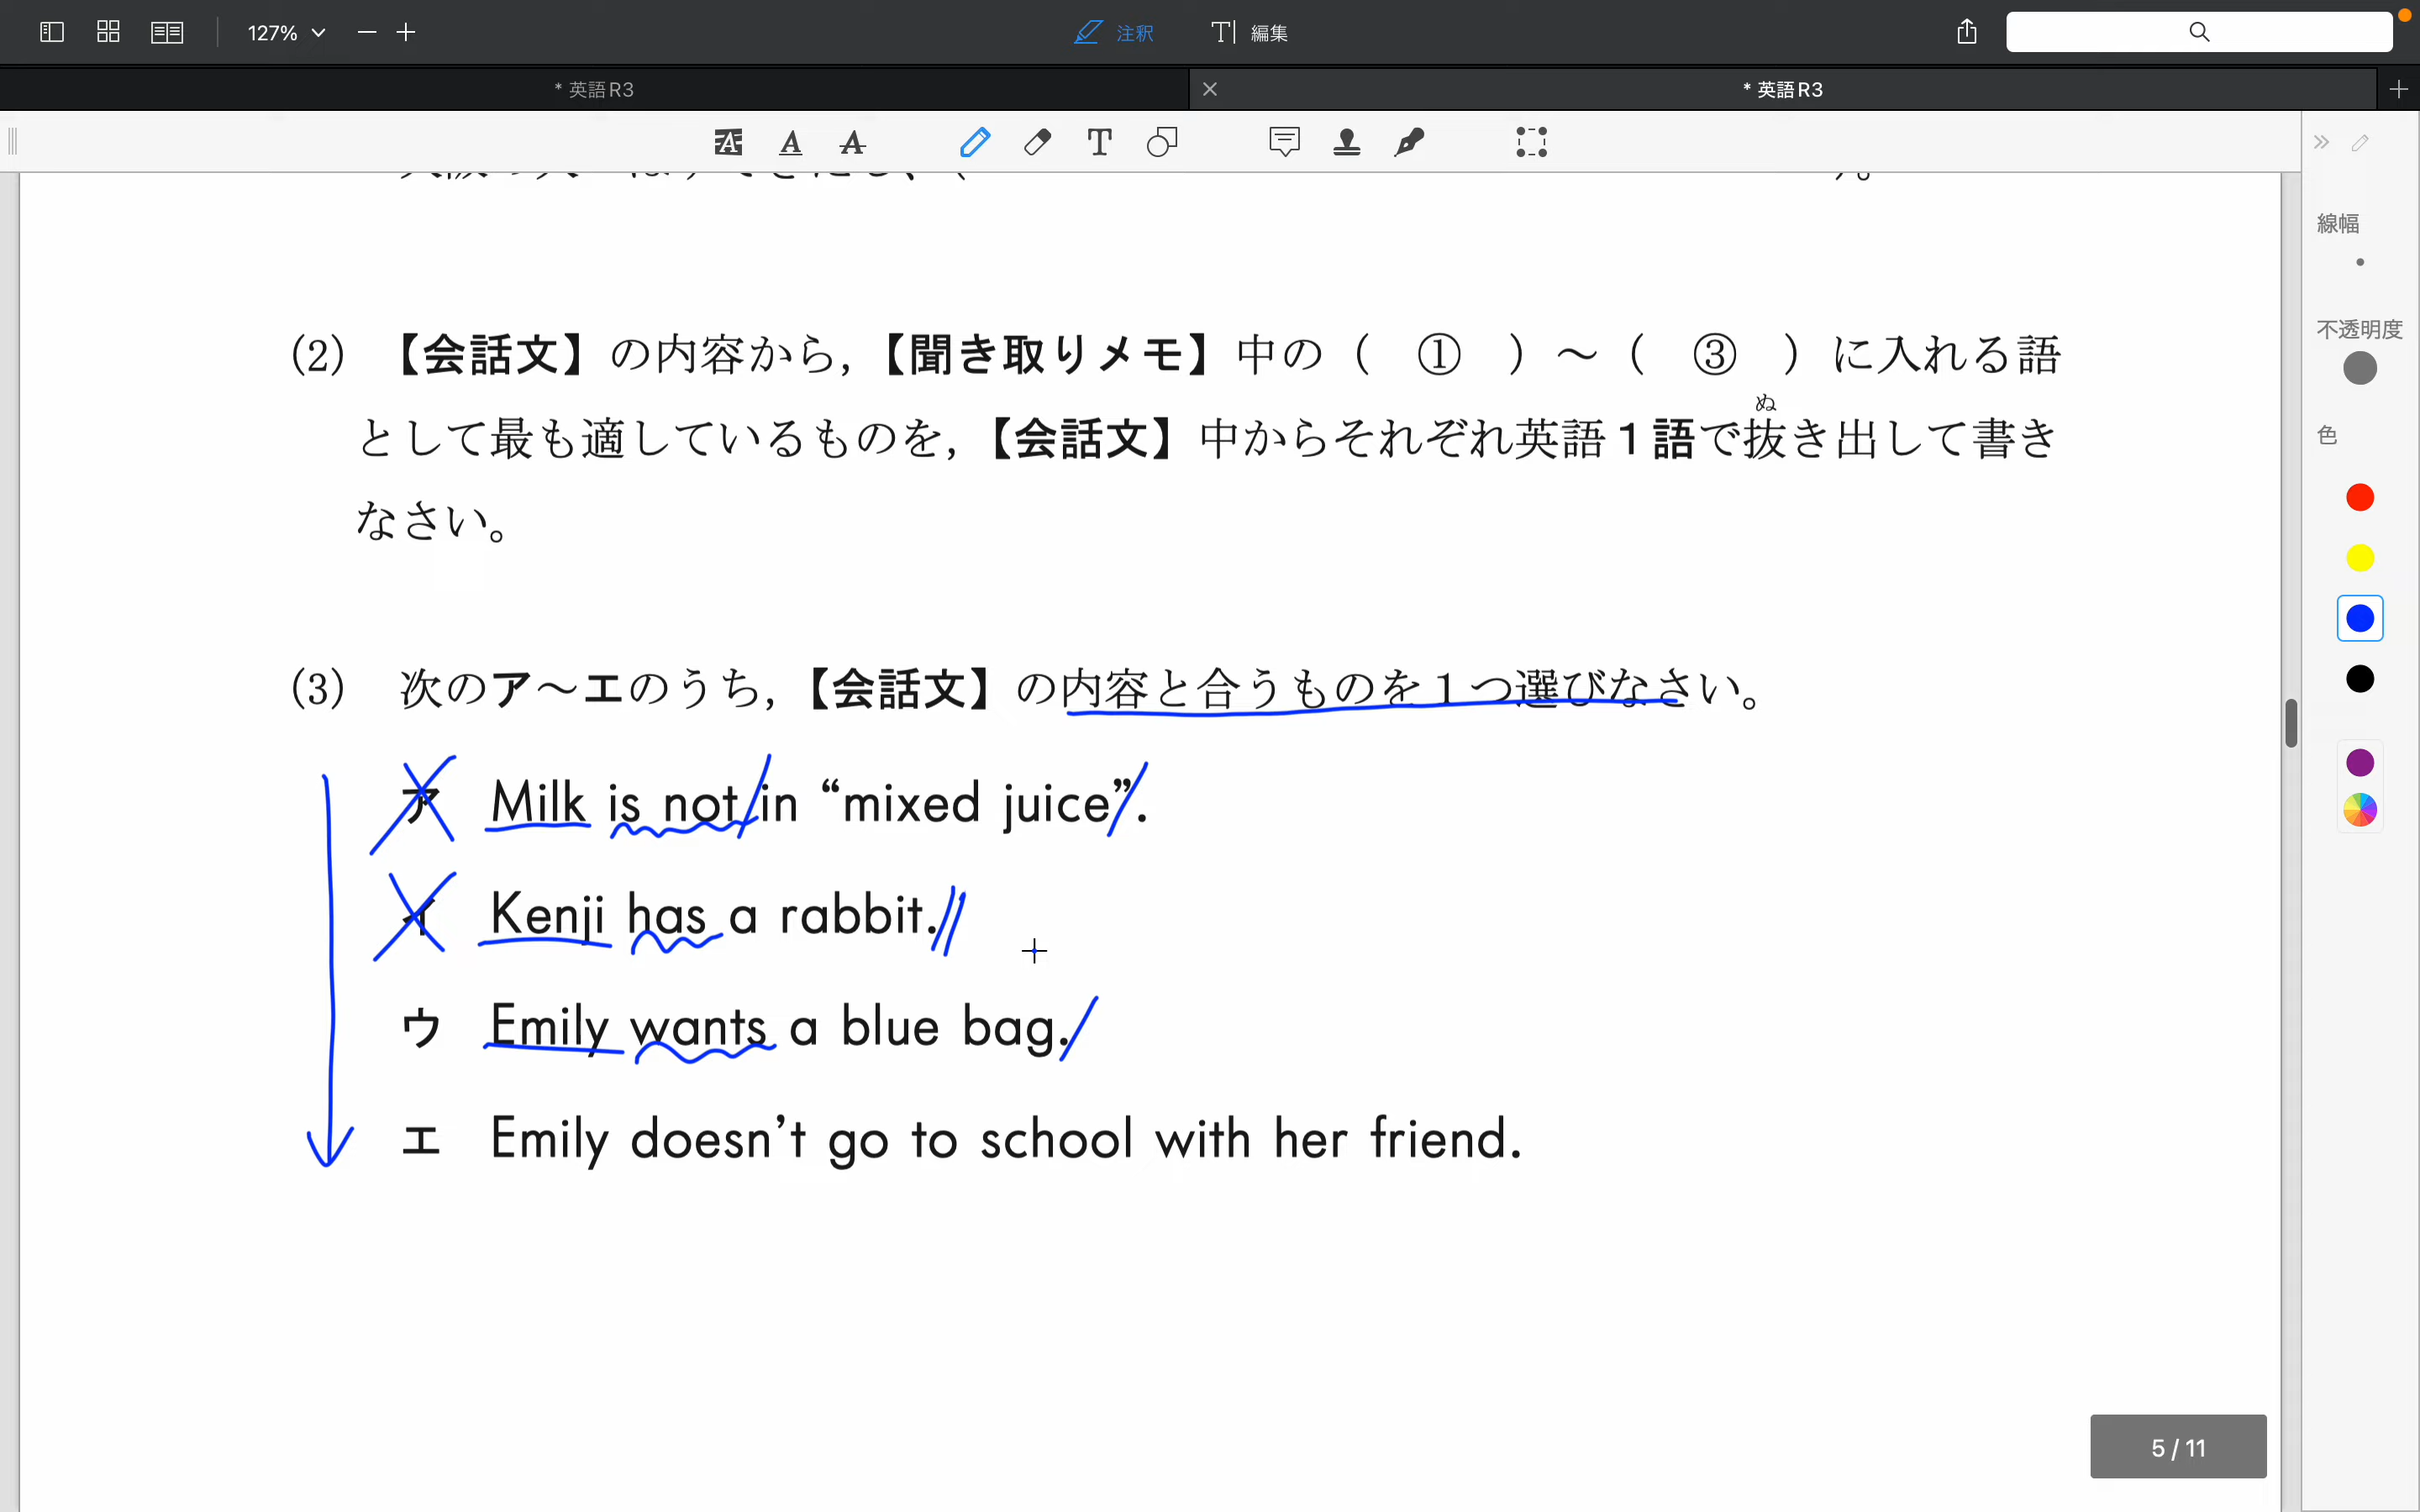 127%
注釈
編集
* 英語R3
* 英語R3
線幅
不透明度
色
(2) 【会話文】の内容から,【聞き取りメモ】中の( ① )～( ③ )に入れる語
として最も適しているものを,【会話文】中からそれぞれ英語1語で抜き出して書き
ぬ
なさい。
(3) 次のア～エのうち,【会話文】の内容と合うものを1つ選びなさい。
ア Milk is not in “mixed juice”.
イ Kenji has a rabbit.
ウ Emily wants a blue bag.
エ Emily doesn’t go to school with her friend.
5 / 11